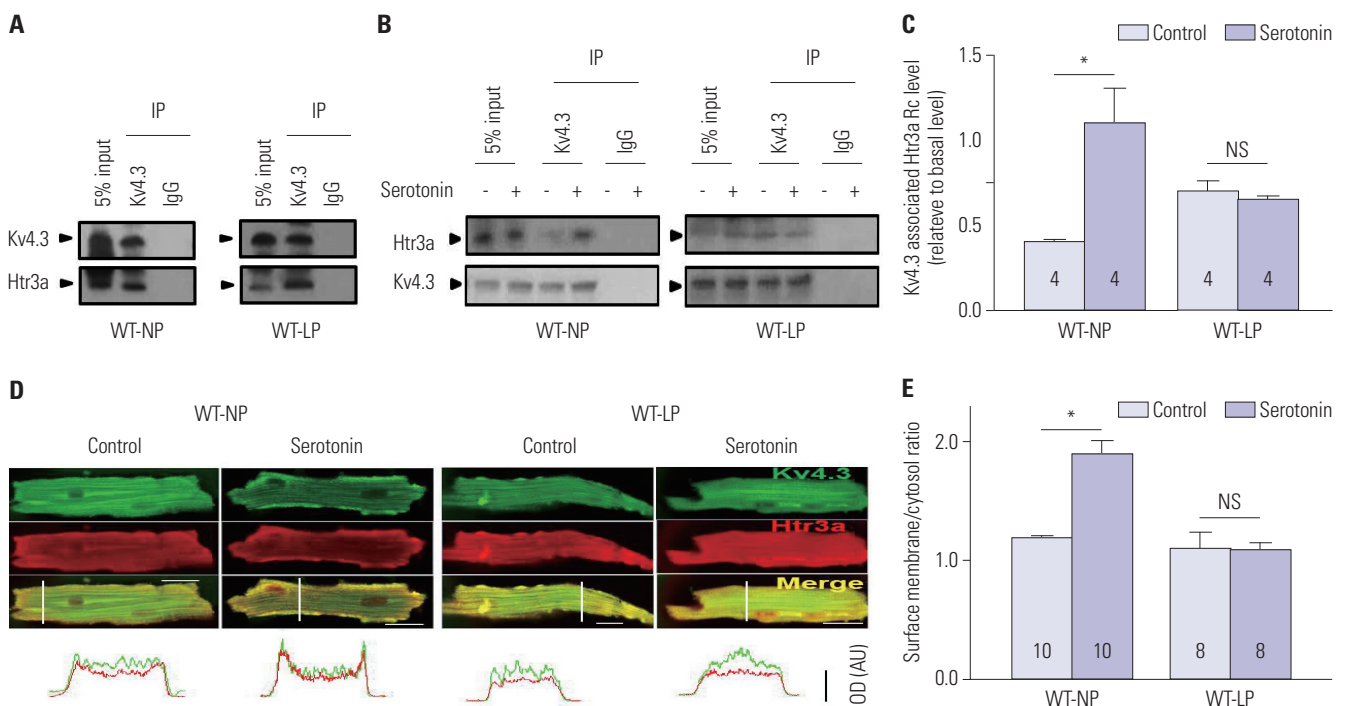 A
IP
5% input
Kv4.3
IgG
5% input
Kv4.3
IgG
IP
Kv4.3
Htr3a
WT-NP
WT-LP
B
IP
IP
5% input
Kv4.3
IgG
5% input
Kv4.3
IgG
Serotonin - + - + - + - + - + - +
Htr3a
Kv4.3
WT-NP
WT-LP
C
Control Serotonin
Kv4.3 associated Htr3a Rc level
(relateve to basal level)
1.5
1.0
0.5
0.0
*
NS
4 4 4 4
WT-NP WT-LP
D
WT-NP WT-LP
Control Serotonin Control Serotonin
Kv4.3
Htr3a
Merge
OD (AU)
E
Control Serotonin
Surface membrane/cytosol ratio
2.0
1.0
0.0
*
NS
10 10 8 8
WT-NP WT-LP